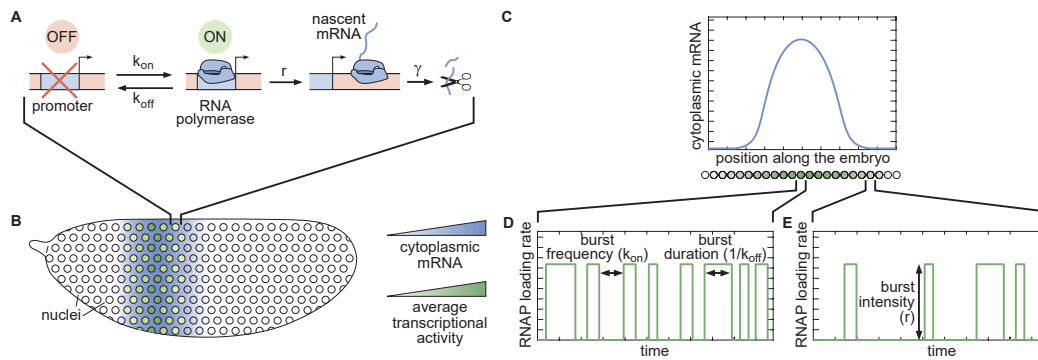 A
OFF
ON
nascent
mRNA
k_on
k_off
r
γ
promoter
RNA
polymerase
B
cytoplasmic
mRNA
average
transcriptional
activity
nuclei
C
cytoplasmic mRNA
position along the embryo
D
RNAP loading rate
burst
frequency (k_on)
burst
duration (1/k_off)
time
E
RNAP loading rate
burst
intensity
(r)
time